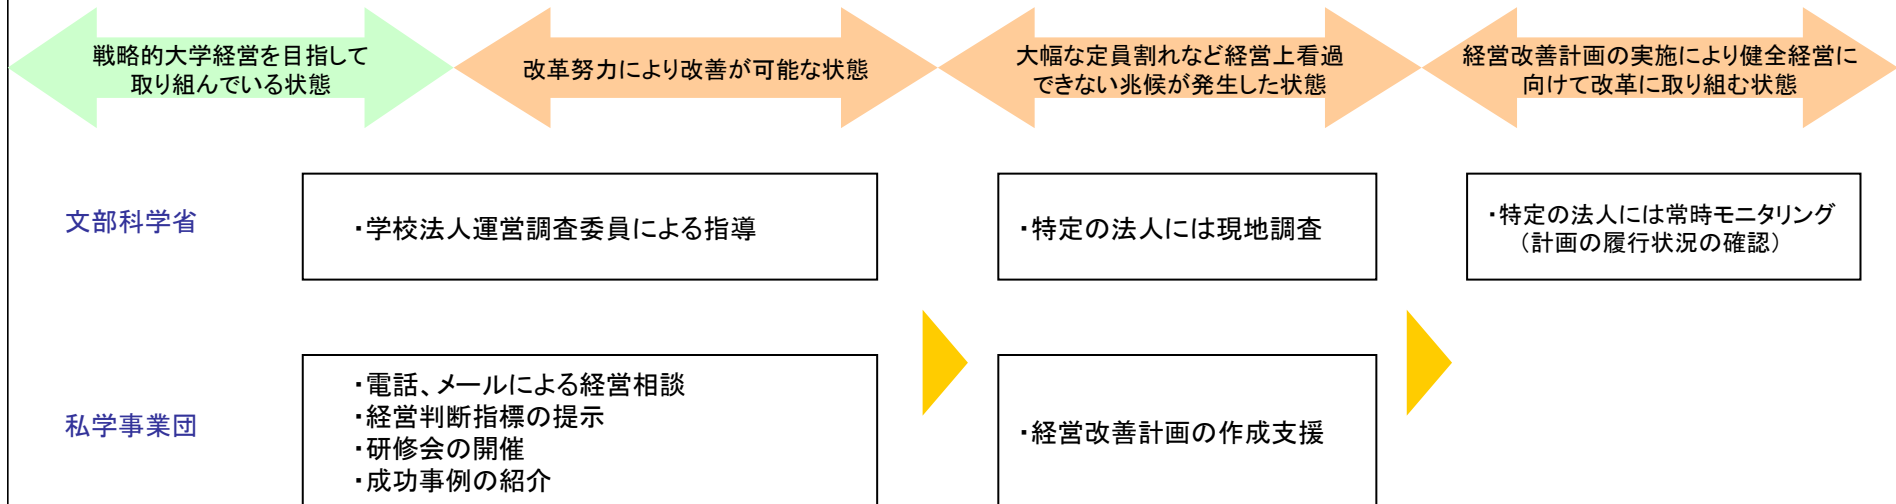 戦略的大学経営を目指して
取り組んでいる状態
改革努力により改善が可能な状態
大幅な定員割れなど経営上看過
できない兆候が発生した状態
経営改善計画の実施により健全経営に
向けて改革に取り組む状態
文部科学省
・学校法人運営調査委員による指導
・特定の法人には現地調査
・特定の法人には常時モニタリング
（計画の履行状況の確認）
私学事業団
・電話、メールによる経営相談
・経営判断指標の提示
・研修会の開催
・成功事例の紹介
・経営改善計画の作成支援